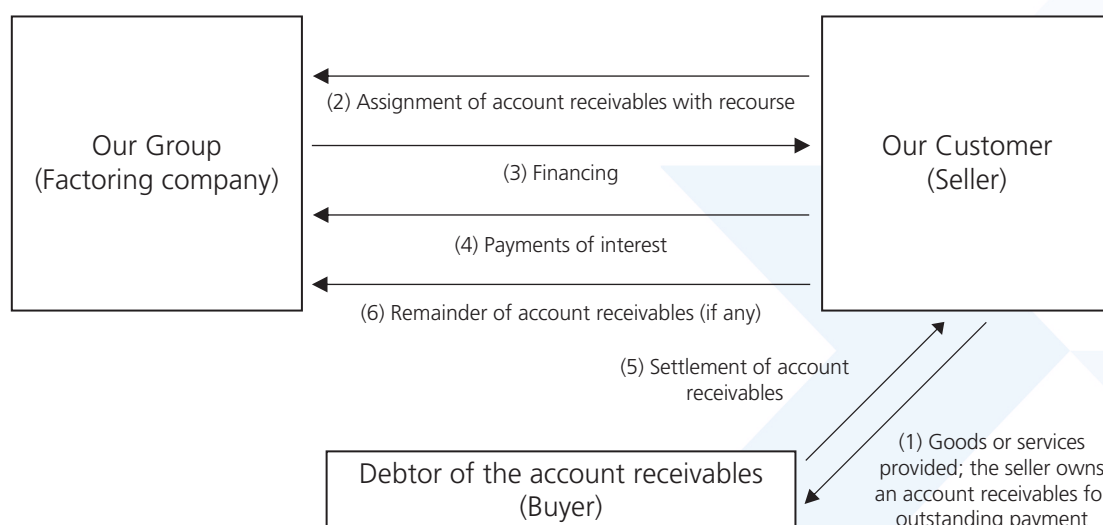 (2) Assignment of account receivables with recourse
Our Group
(Factoring company)
Our Customer
(Seller)
(3) Financing
(4) Payments of interest
(6) Remainder of account receivables (if any)
(5) Settlement of account
receivables
(1) Goods or services
provided; the seller owns
an account receivables fo
outstanding payment
Debtor of the account receivables
(Buyer)